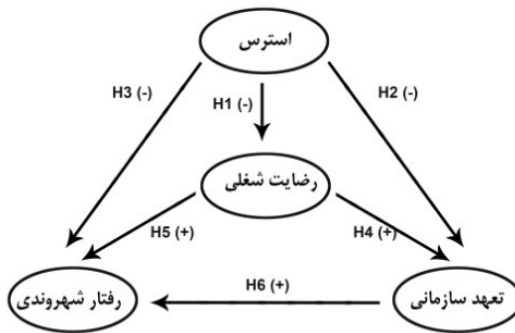 استرس
H3 (-)
H1 (-)
H2 (-)
رضایت شغلی
H5 (+)
H4 (+)
رفتار شهروندی
H6 (+)
تعهد سازمانی